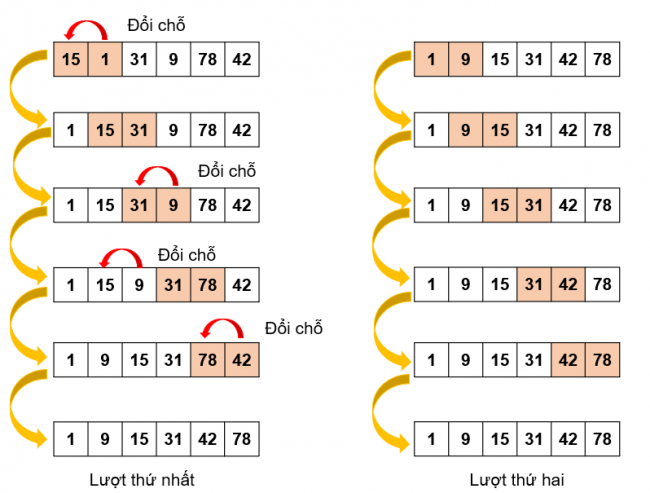 Đổi chỗ
15 1 31 9 78 42
1 15 31 9 78 42
Đổi chỗ
1 15 31 9 78 42
Đổi chỗ
1 15 9 31 78 42
Đổi chỗ
1 9 15 31 78 42
1 9 15 31 42 78
Lượt thứ nhất
1 9 15 31 42 78
1 9 15 31 42 78
1 9 15 31 42 78
1 9 15 31 42 78
1 9 15 31 42 78
1 9 15 31 42 78
Lượt thứ hai